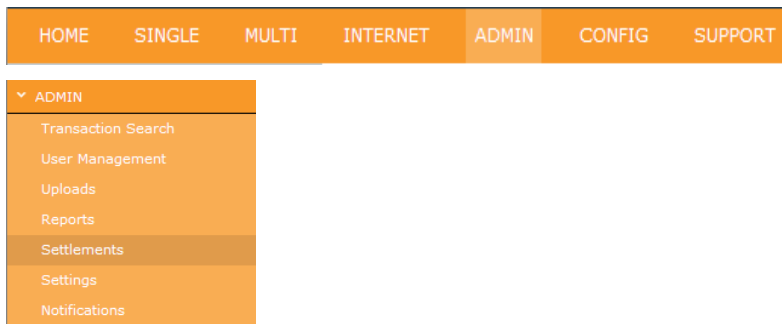 HOME SINGLE MULTI INTERNET ADMIN CONFIG SUPPORT
ADMIN
Transaction Search
User Management
Uploads
Reports
Settlements
Settings
Notifications